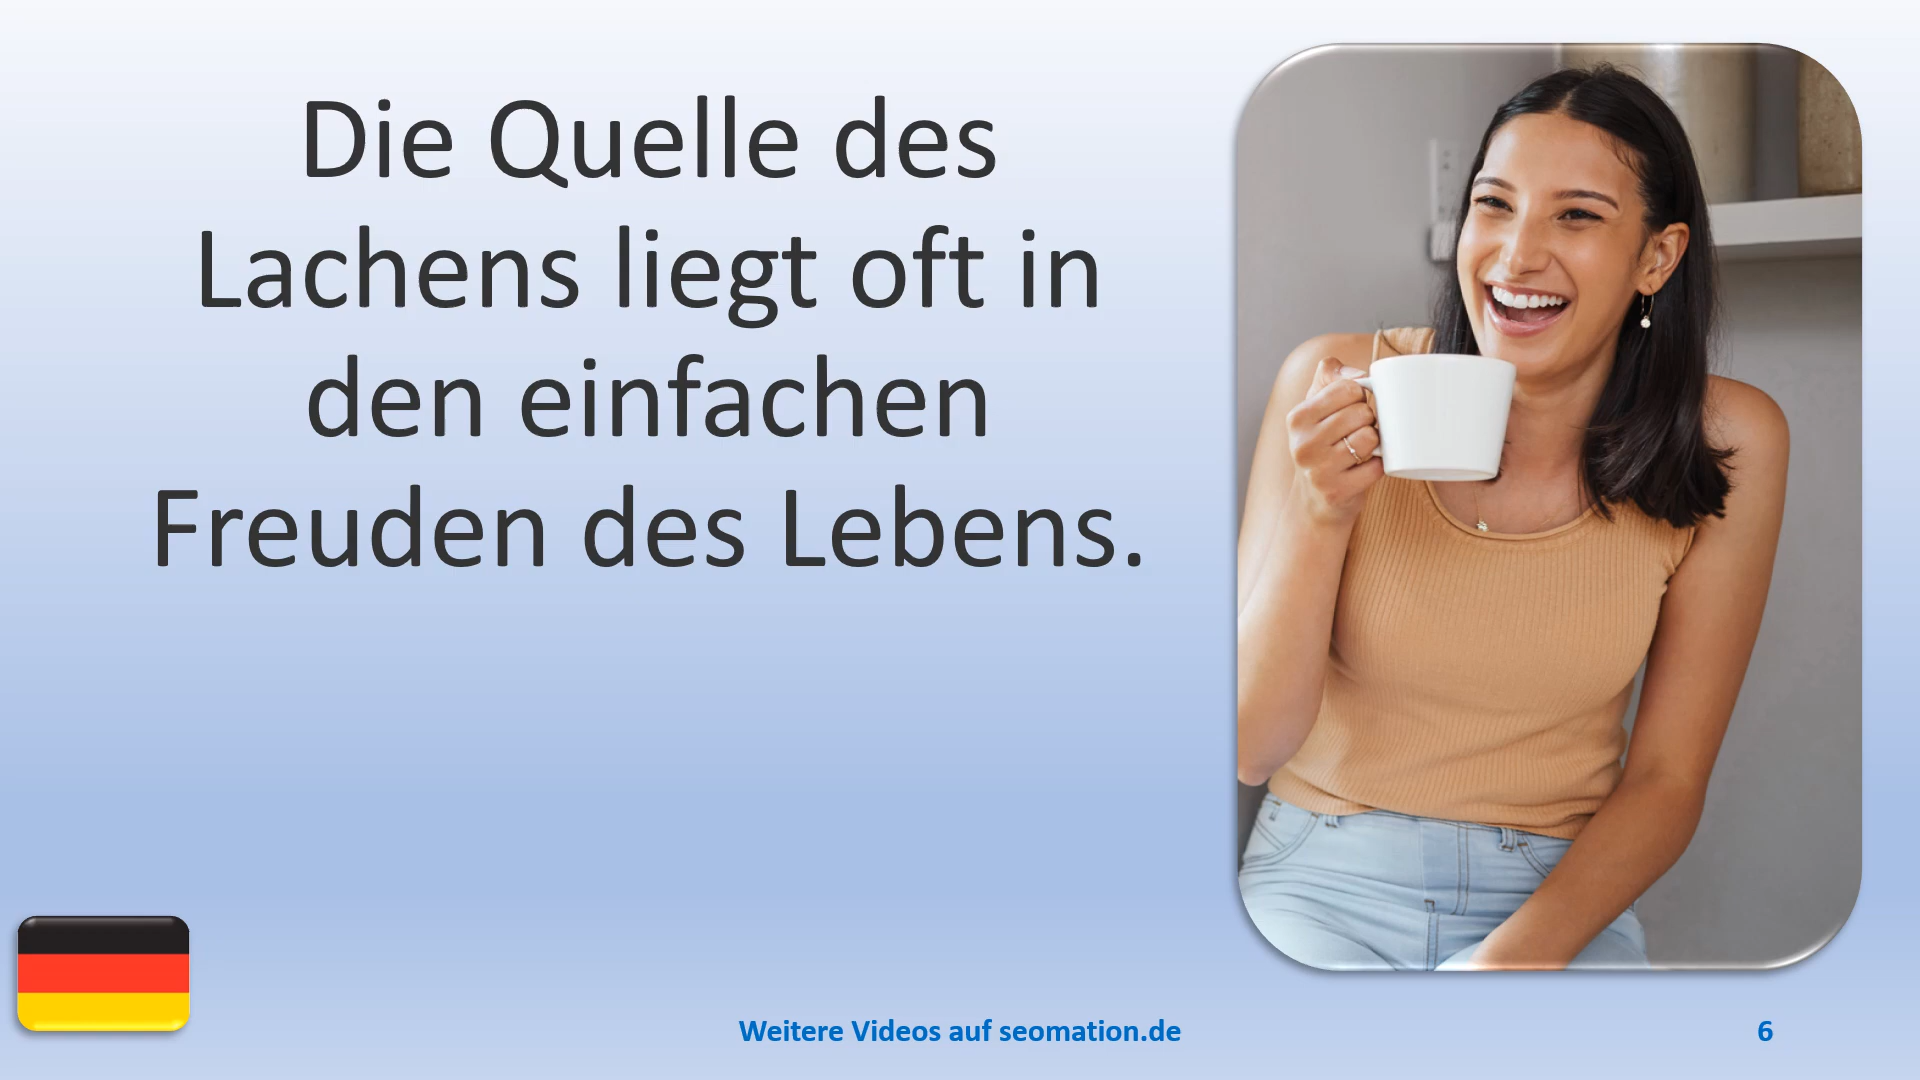 Die Quelle des
Lachens liegt oft in
den einfachen
Freuden des Lebens.
Weitere Videos auf seomation.de
6